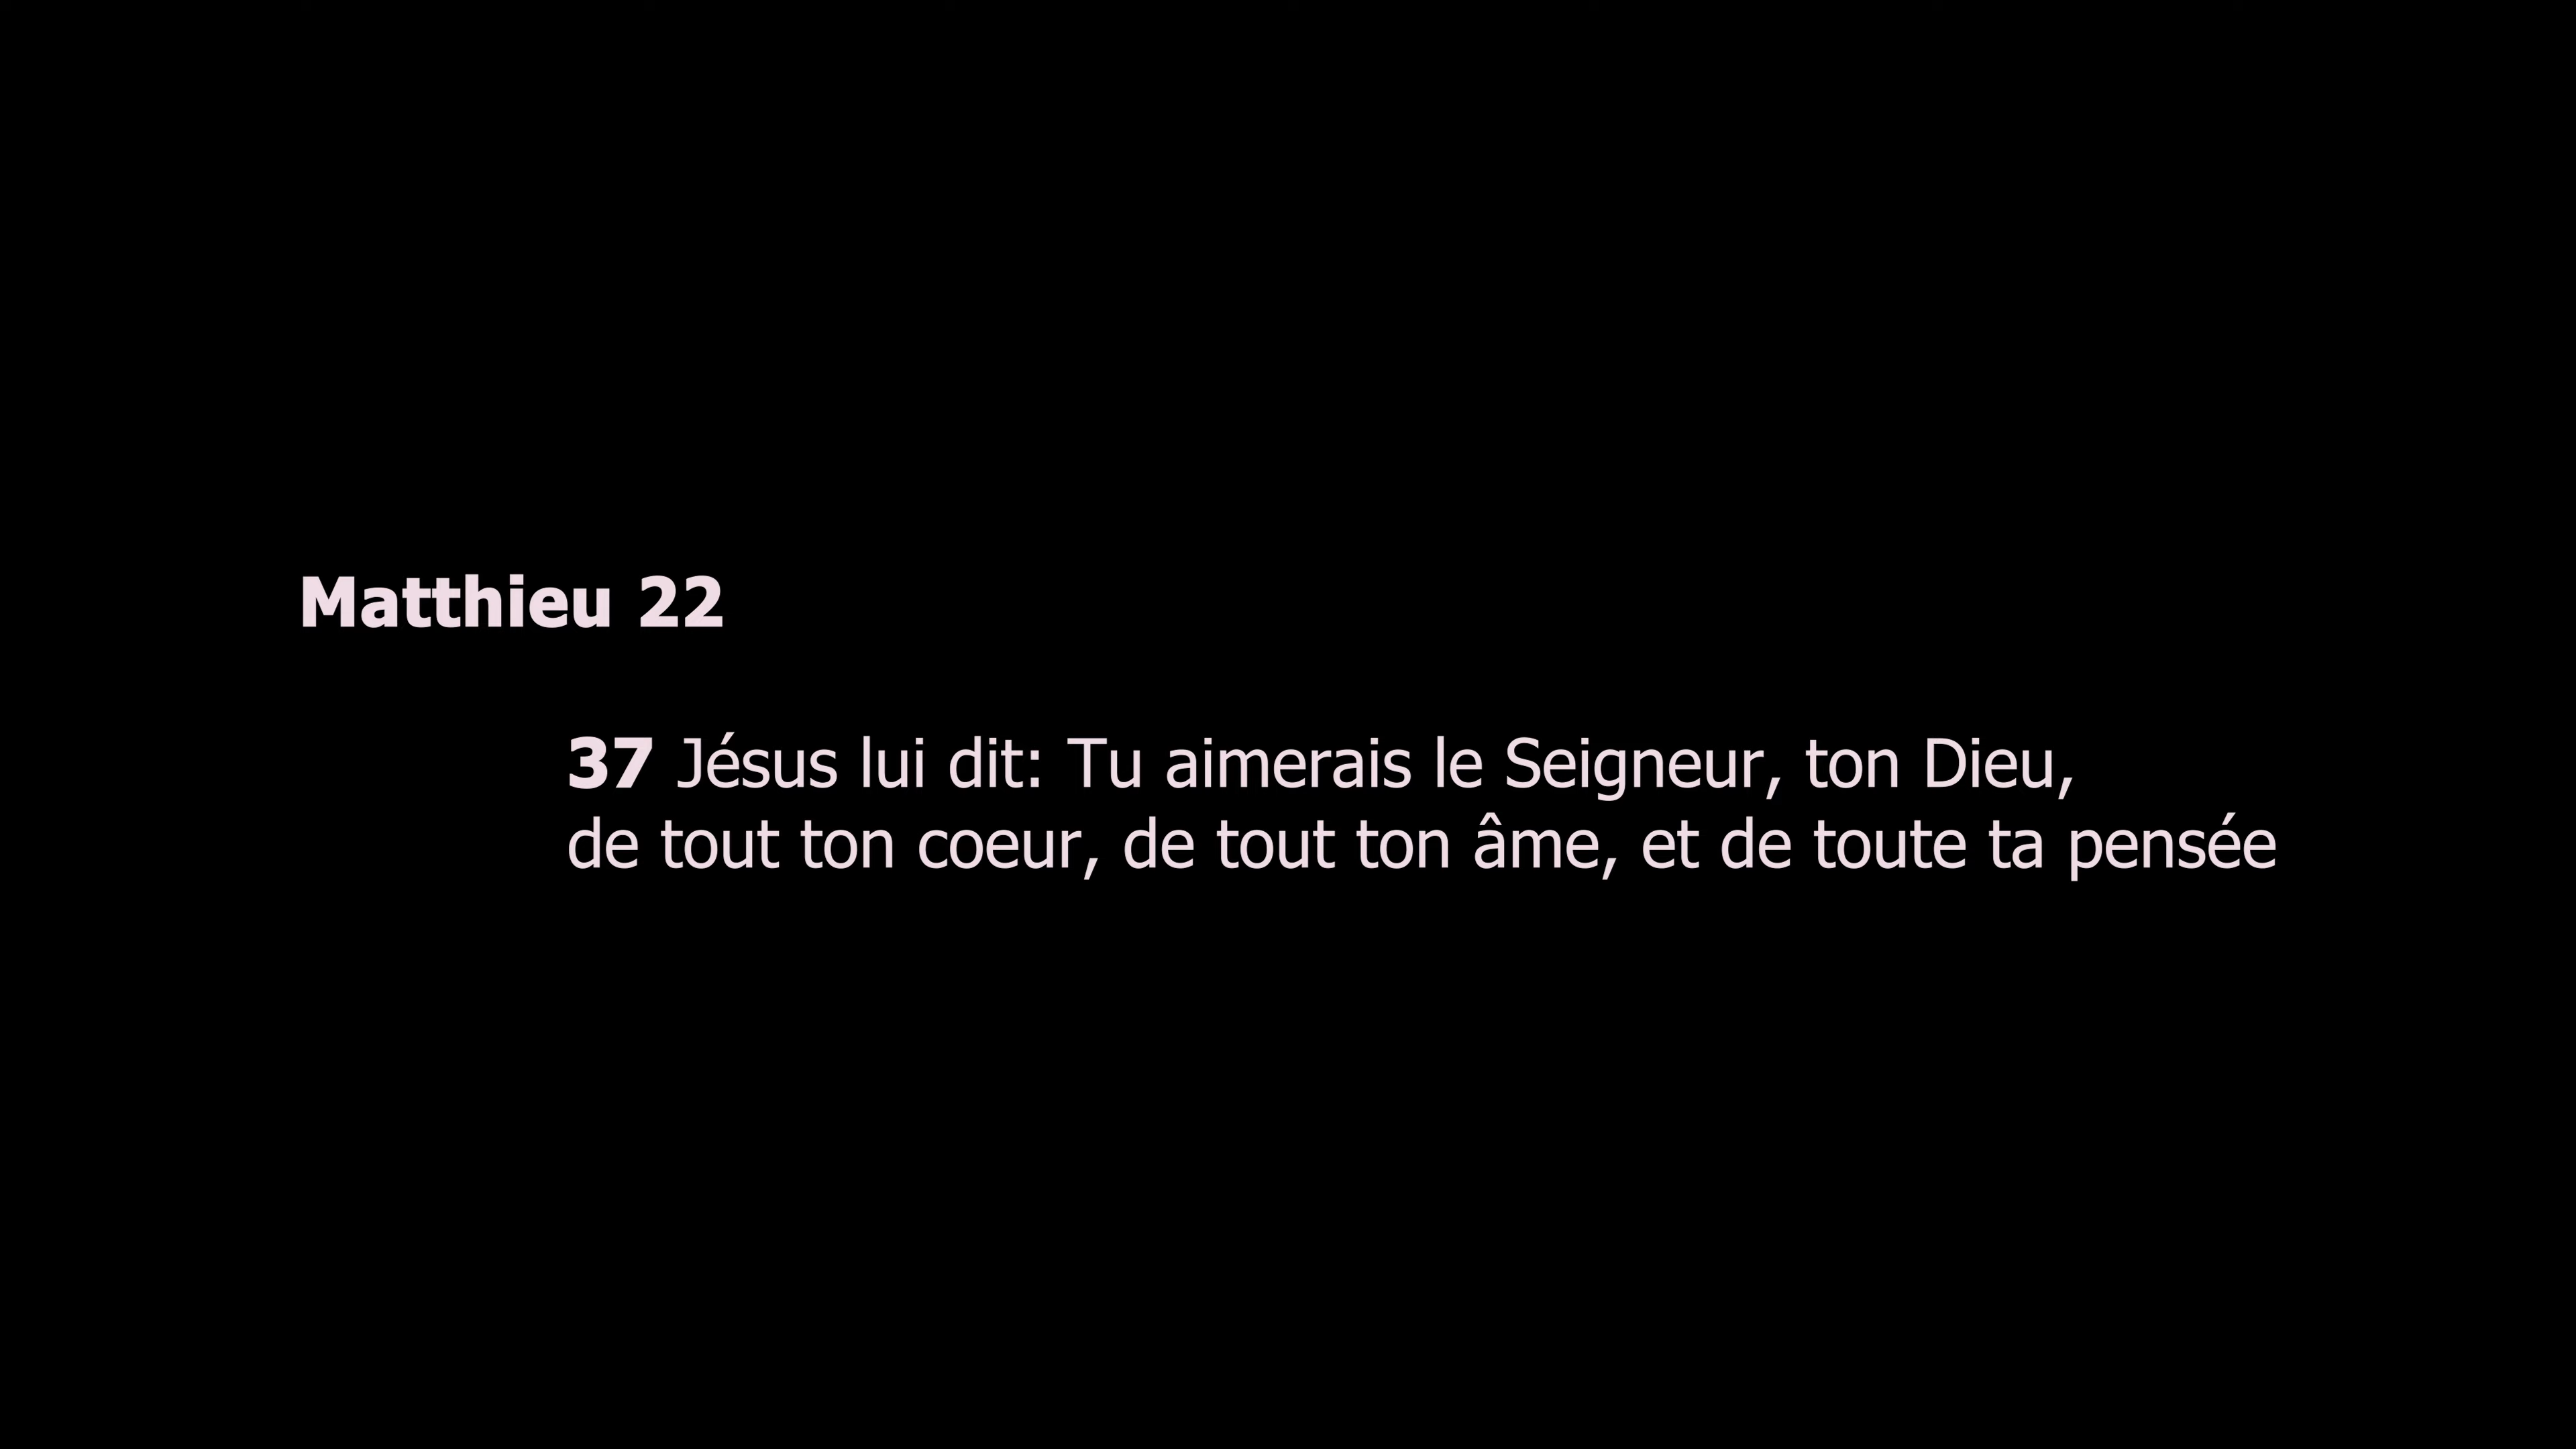 Matthieu 22
37 Jésus lui dit: Tu aimerais le Seigneur, ton Dieu,
de tout ton coeur, de tout ton âme, et de toute ta pensée